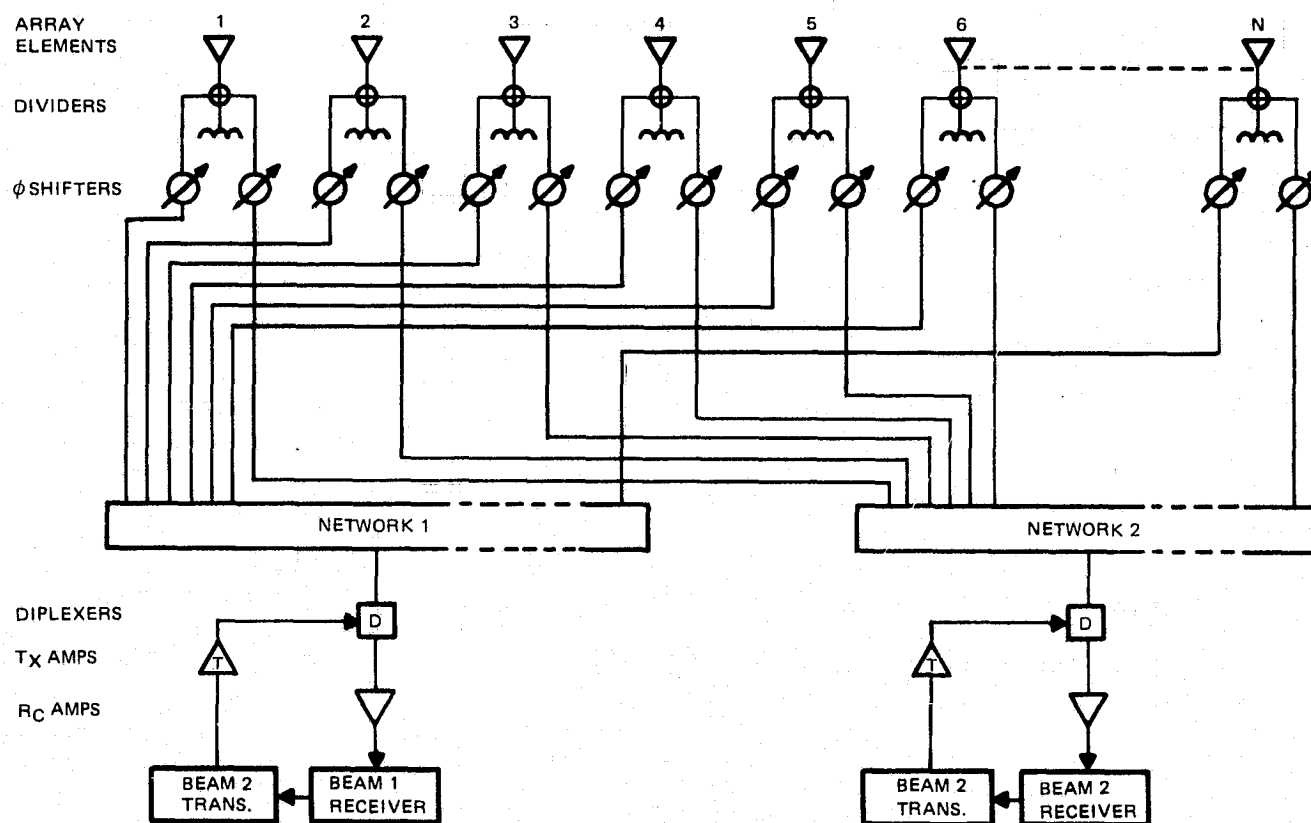 ARRAY
ELEMENTS
1 2 3 4 5 6 N
DIVIDERS
ϕ SHIFTERS
NETWORK 1
NETWORK 2
DIPLEXERS
D
D
TX AMPS
T
T
RC AMPS
BEAM 2
TRANS.
BEAM 1
RECEIVER
BEAM 2
TRANS.
BEAM 2
RECEIVER